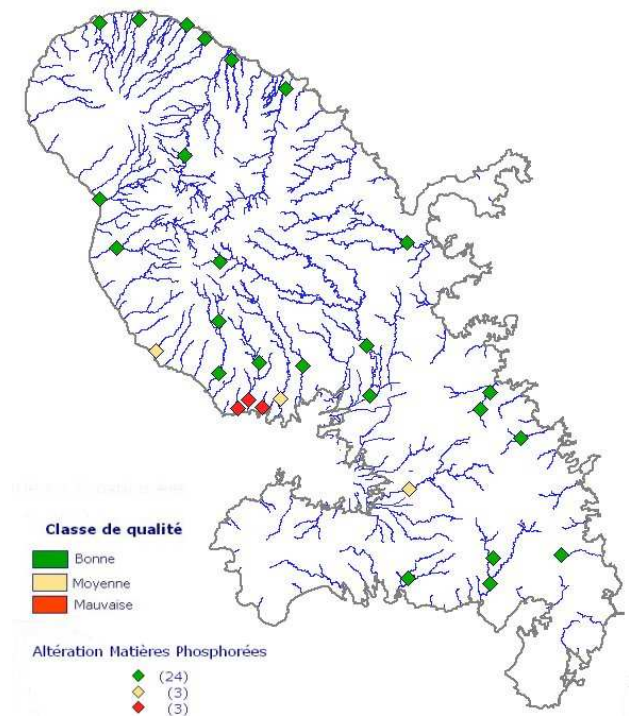 Classe de qualité
Bonne
Moyenne
Mauvaise
Altération Matières Phosphorées
(24)
(3)
(3)